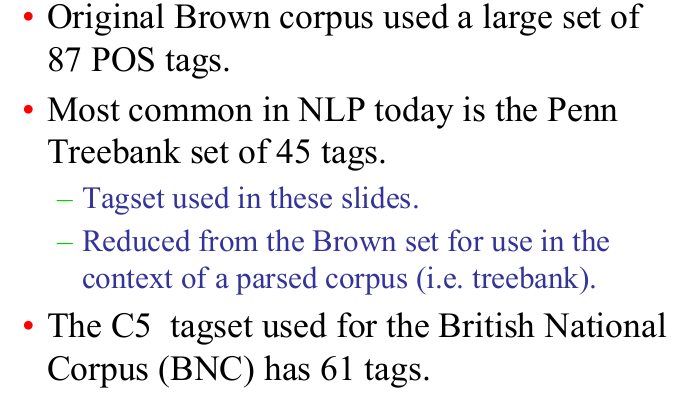 • Original Brown corpus used a large set of
87 POS tags.
• Most common in NLP today is the Penn
Treebank set of 45 tags.
– Tagset used in these slides.
– Reduced from the Brown set for use in the
context of a parsed corpus (i.e. treebank).
• The C5  tagset used for the British National
Corpus (BNC) has 61 tags.